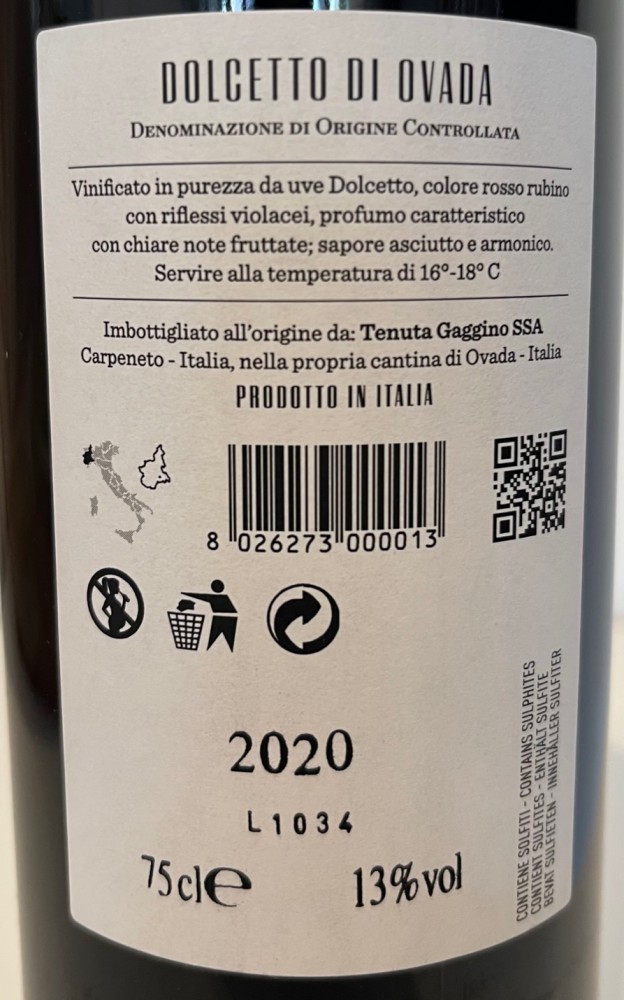 DOLCETTO DI OVADA
DENOMINAZIONE DI ORIGINE CONTROLLATA
Vinificato in purezza da uve Dolcetto, colore rosso rubino
con riflessi violacei, profumo caratteristico
con chiare note fruttate; sapore asciutto e armonico.
Servire alla temperatura di 16°-18° C
Imbottigliato all'origine da: Tenuta Gaggino SSA
Carpeneto - Italia, nella propria cantina di Ovada - Italia
PRODOTTO IN ITALIA
8 026273 000013
2020
L1034
75cl e
13%vol
CONTIENE SOLFITI - CONTAINS SULPHITES
CONTIENT SULFITES - ENTHÄLT SULFITE
BEVAT SULFIETEN - INNEHÅLLER SULFITER